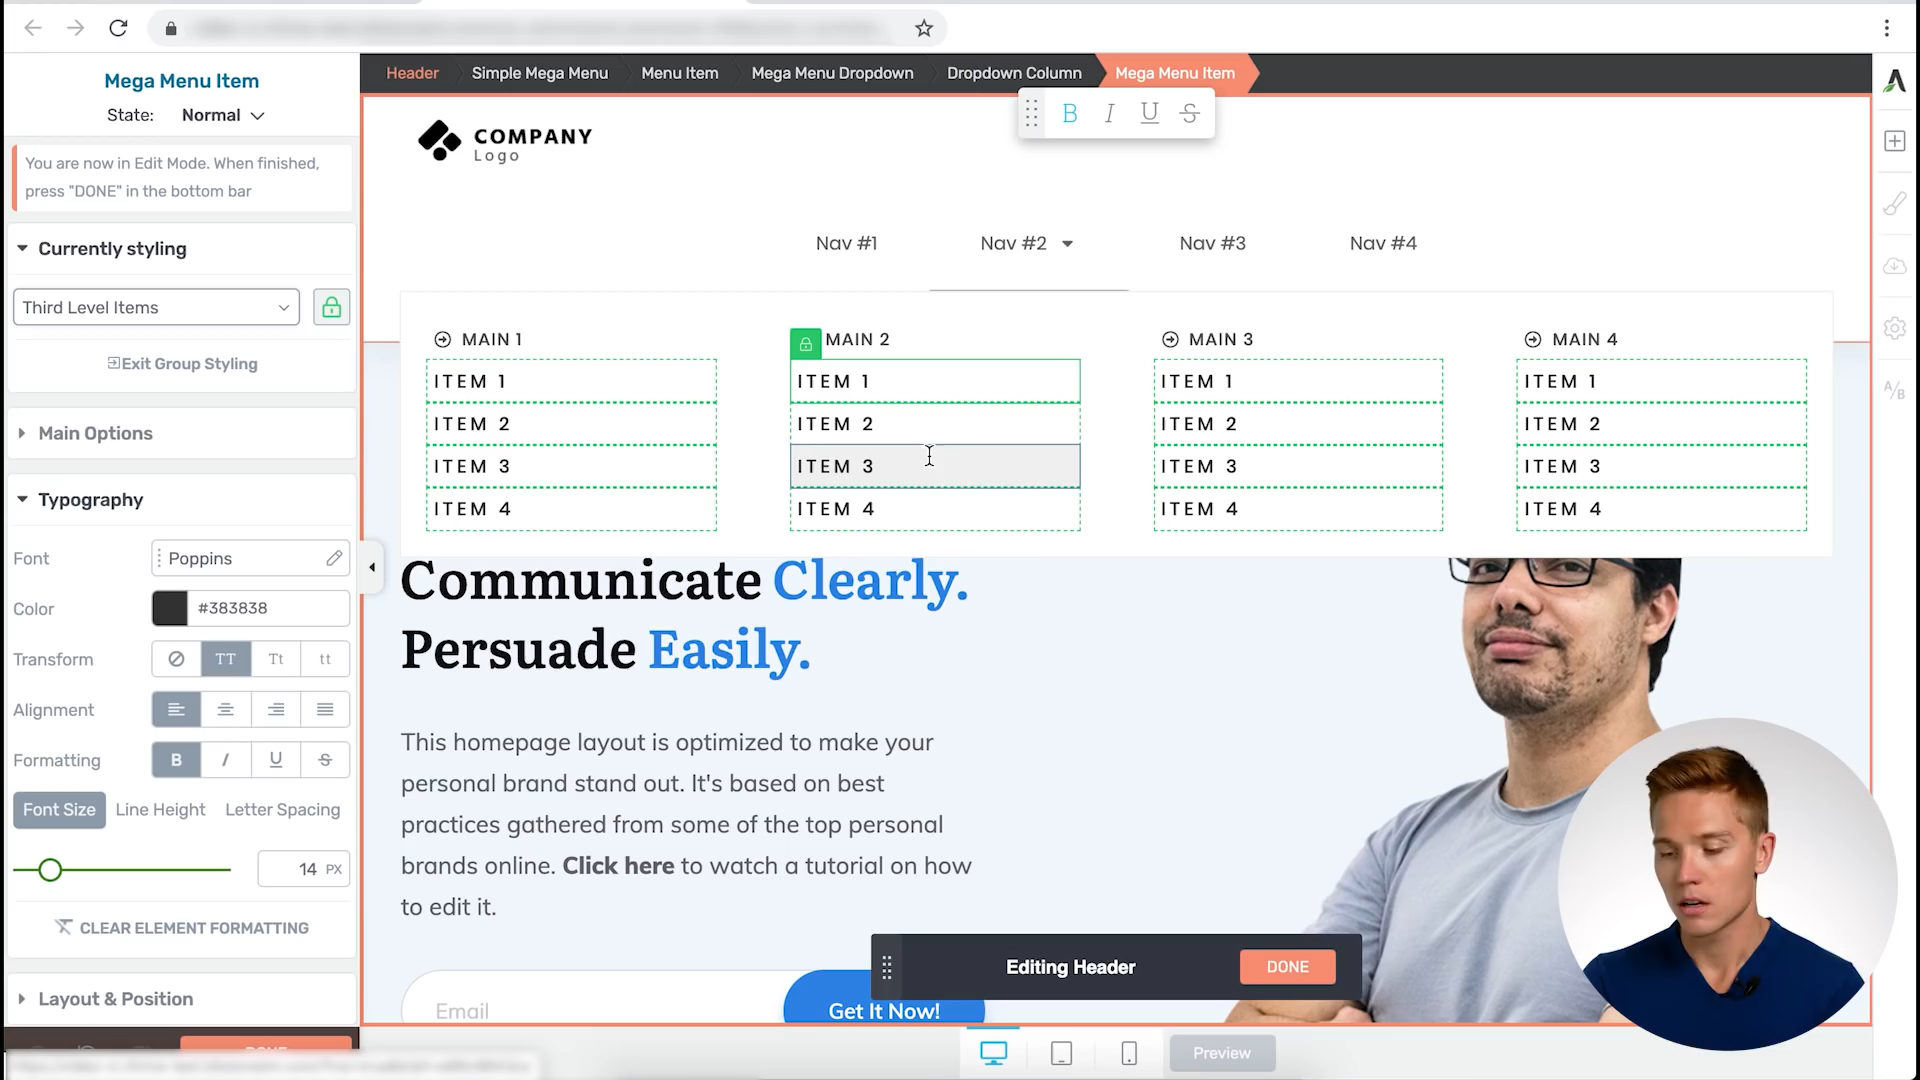 Mega Menu Item
State: Normal
You are now in Edit Mode. When finished,
press "DONE" in the bottom bar
Currently styling
Third Level Items
Exit Group Styling
Main Options
Typography
Font Poppins
Color #383838
Transform TT Tt tt
Alignment
Formatting B I U S
Font Size Line Height Letter Spacing
14 PX
CLEAR ELEMENT FORMATTING
Layout & Position
Header Simple Mega Menu Menu Item Mega Menu Dropdown Dropdown Column Mega Menu Item
B I U S
COMPANY
Logo
Nav #1 Nav #2 Nav #3 Nav #4
MAIN 1 MAIN 2 MAIN 3 MAIN 4
ITEM 1 ITEM 1 ITEM 1 ITEM 1
ITEM 2 ITEM 2 ITEM 2 ITEM 2
ITEM 3 ITEM 3 ITEM 3 ITEM 3
ITEM 4 ITEM 4 ITEM 4 ITEM 4
Communicate Clearly.
Persuade Easily.
This homepage layout is optimized to make your
personal brand stand out. It's based on best
practices gathered from some of the top personal
brands online. Click here to watch a tutorial on how
to edit it.
Email Get It Now!
Editing Header DONE
Preview
A/B